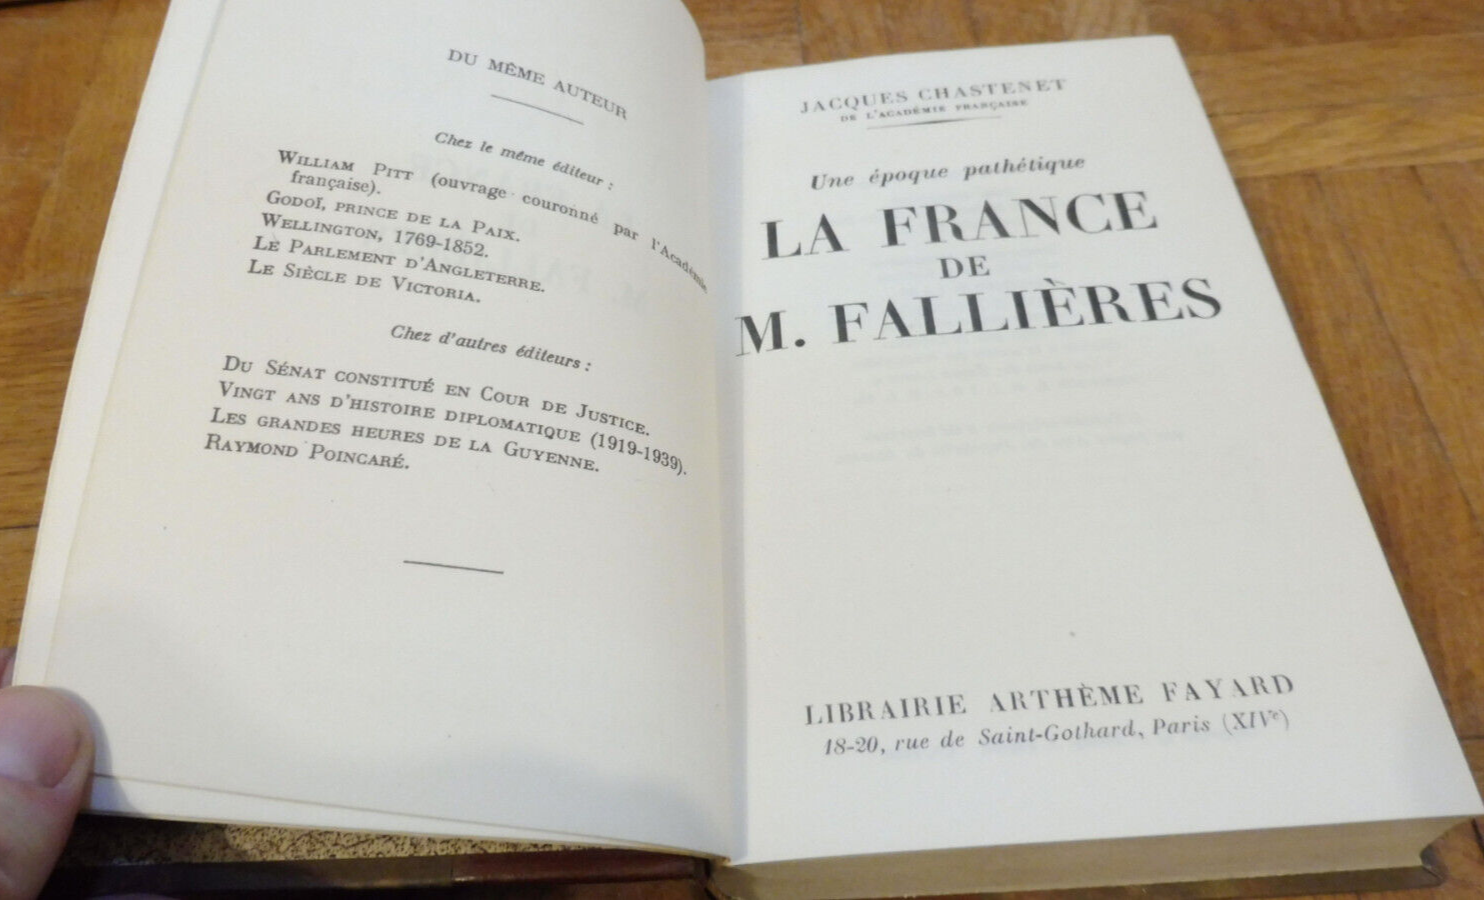 DU MÊME AUTEUR
Chez le même éditeur :
WILLIAM PITT (ouvrage couronné par l'Académie
française).
GODOÏ, PRINCE DE LA PAIX.
WELLINGTON, 1769-1852.
LE PARLEMENT D'ANGLETERRE.
LE SIÈCLE DE VICTORIA.
Chez d'autres éditeurs :
DU SÉNAT CONSTITUÉ EN COUR DE JUSTICE.
VINGT ANS D'HISTOIRE DIPLOMATIQUE (1919-1939).
LES GRANDES HEURES DE LA GUYENNE.
RAYMOND POINCARÉ.
JACQUES CHASTENET
DE L'ACADÉMIE FRANÇAISE
Une époque pathétique
LA FRANCE
DE
M. FALLIÈRES
LIBRAIRIE ARTHÈME FAYARD
18-20, rue de Saint-Gothard, Paris (XIVe)